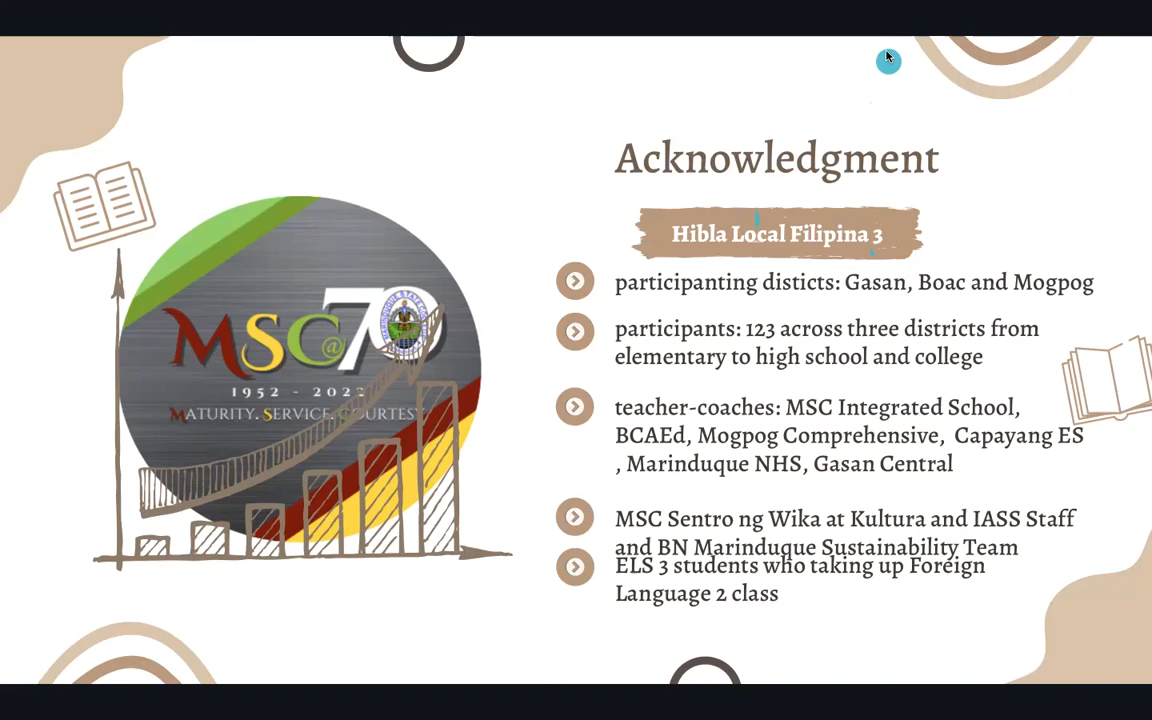 Acknowledgment
Hibla Local Filipina 3
participanting disticts: Gasan, Boac and Mogpog
participants: 123 across three districts from
elementary to high school and college
teacher-coaches: MSC Integrated School,
BCAEd, Mogpog Comprehensive, Capayang ES
, Marinduque NHS, Gasan Central
MSC Sentro ng Wika at Kultura and IASS Staff
and BN Marinduque Sustainability Team
ELS 3 students who taking up Foreign
Language 2 class
MSC@70
1952 - 2022
MATURITY. SERVICE. COURTESY